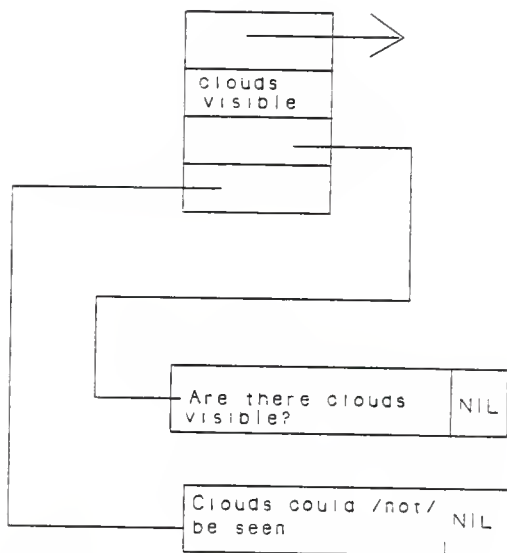 clouds
visible
Are there clouds
visible?
NIL
Clouds could /not/
be seen
NIL